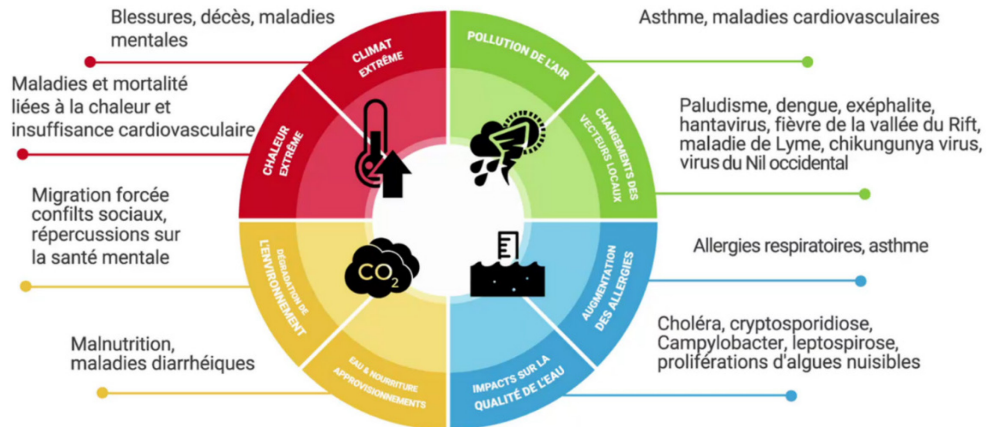 Blessures, décès, maladies
mentales
Maladies et mortalité
liées à la chaleur et
insuffisance cardiovasculaire
Migration forcée
confilts sociaux,
répercussions sur
la santé mentale
Malnutrition,
maladies diarrhéiques
CLIMAT
EXTRÊME
CHALEUR
EXTRÊME
DÉGRADATION DE
L'ENVIRONNEMENT
EAU & NOURRITURE
APPROVISIONNEMENTS
CO2
POLLUTION DE L'AIR
CHANGEMENTS DES
VECTEURS LOCAUX
AUGMENTATION
DES ALLERGIES
IMPACTS SUR LA
QUALITÉ DE L'EAU
Asthme, maladies cardiovasculaires
Paludisme, dengue, exéphalite,
hantavirus, fièvre de la vallée du Rift,
maladie de Lyme, chikungunya virus,
virus du Nil occidental
Allergies respiratoires, asthme
Choléra, cryptosporidiose,
Campylobacter, leptospirose,
proliférations d'algues nuisibles